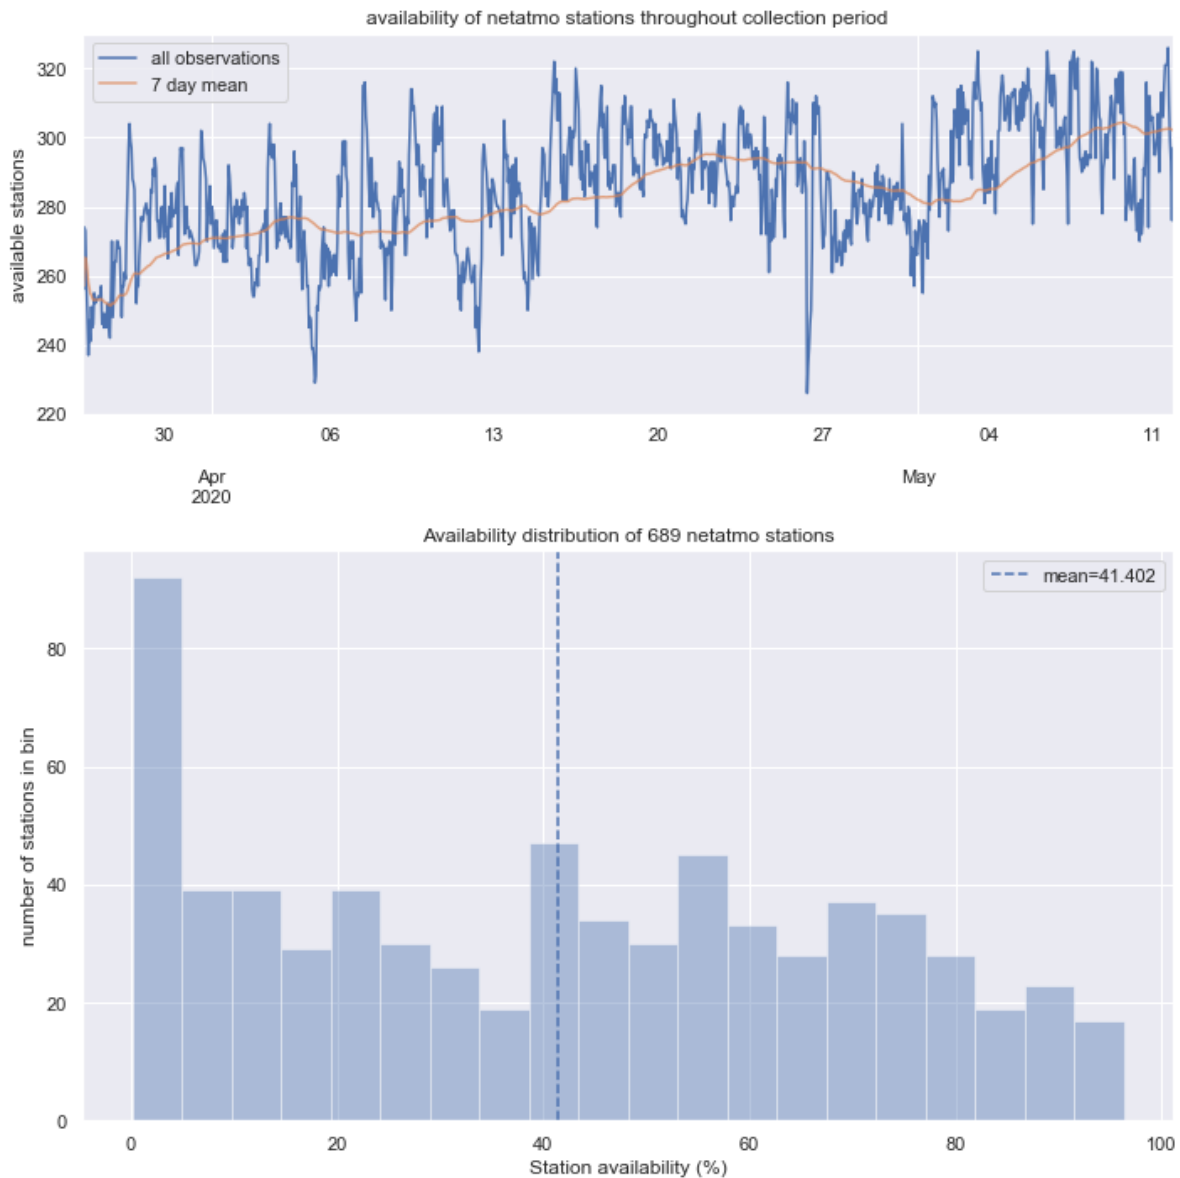 availability of netatmo stations throughout collection period
all observations
7 day mean
available stations
320
300
280
260
240
220
30 06 13 20 27 04 11
Apr May
2020
Availability distribution of 689 netatmo stations
mean=41.402
number of stations in bin
80
60
40
20
0
0 20 40 60 80 100
Station availability (%)